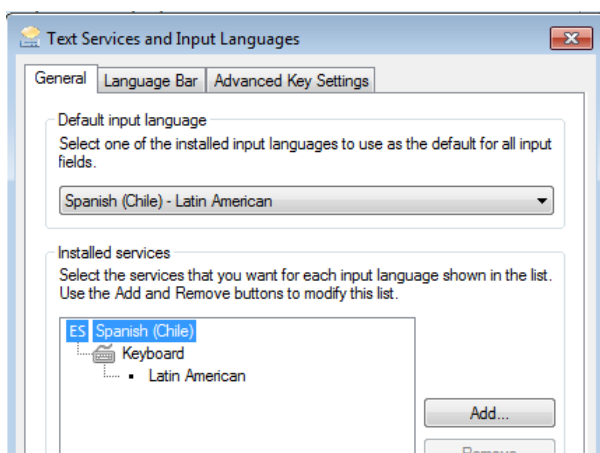 Text Services and Input Languages
General
Language Bar
Advanced Key Settings
Default input language
Select one of the installed input languages to use as the default for all input
fields.
Spanish (Chile) - Latin American
Installed services
Select the services that you want for each input language shown in the list.
Use the Add and Remove buttons to modify this list.
ES Spanish (Chile)
Keyboard
Latin American
Add...